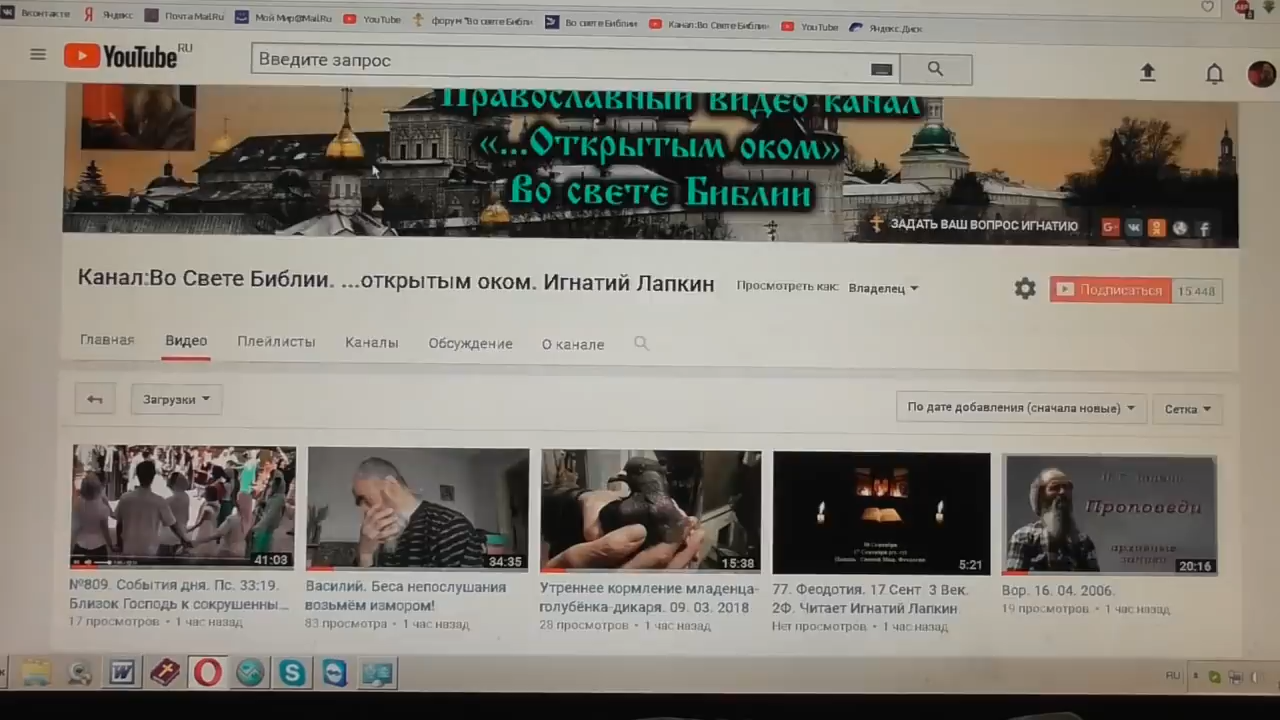 Вконтакте Яндекс Почта Mail.Ru Мой Мир@Mail.Ru YouTube форум "Во свете Библи Во свете Библии Канал:Во Свете Библии YouTube Яндекс.Диск
YouTube RU Введите запрос
Православный видео канал
«...Открытым оком»
Во свете Библии
ЗАДАТЬ ВАШ ВОПРОС ИГНАТИЮ
Канал:Во Свете Библии. ...открытым оком. Игнатий Лапкин Просмотреть как: Владелец Подписаться 15 448
Главная Видео Плейлисты Каналы Обсуждение О канале
Загрузки По дате добавления (сначала новые) Сетка
Проповеди
архивные
41:03 34:35 15:38 5:21 20:16
№809. События дня. Пс. 33:19.
Близок Господь к сокрушенны...
17 просмотров • 1 час назад
Василий. Беса непослушания
возьмём измором!
83 просмотра • 1 час назад
Утреннее кормление младенца-
голубёнка-дикаря. 09. 03. 2018
28 просмотров • 1 час назад
77. Феодотия. 17 Сент 3 Век.
2Ф. Читает Игнатий Лапкин
Нет просмотров • 1 час назад
Вор. 16. 04. 2006.
19 просмотров • 1 час назад
RU